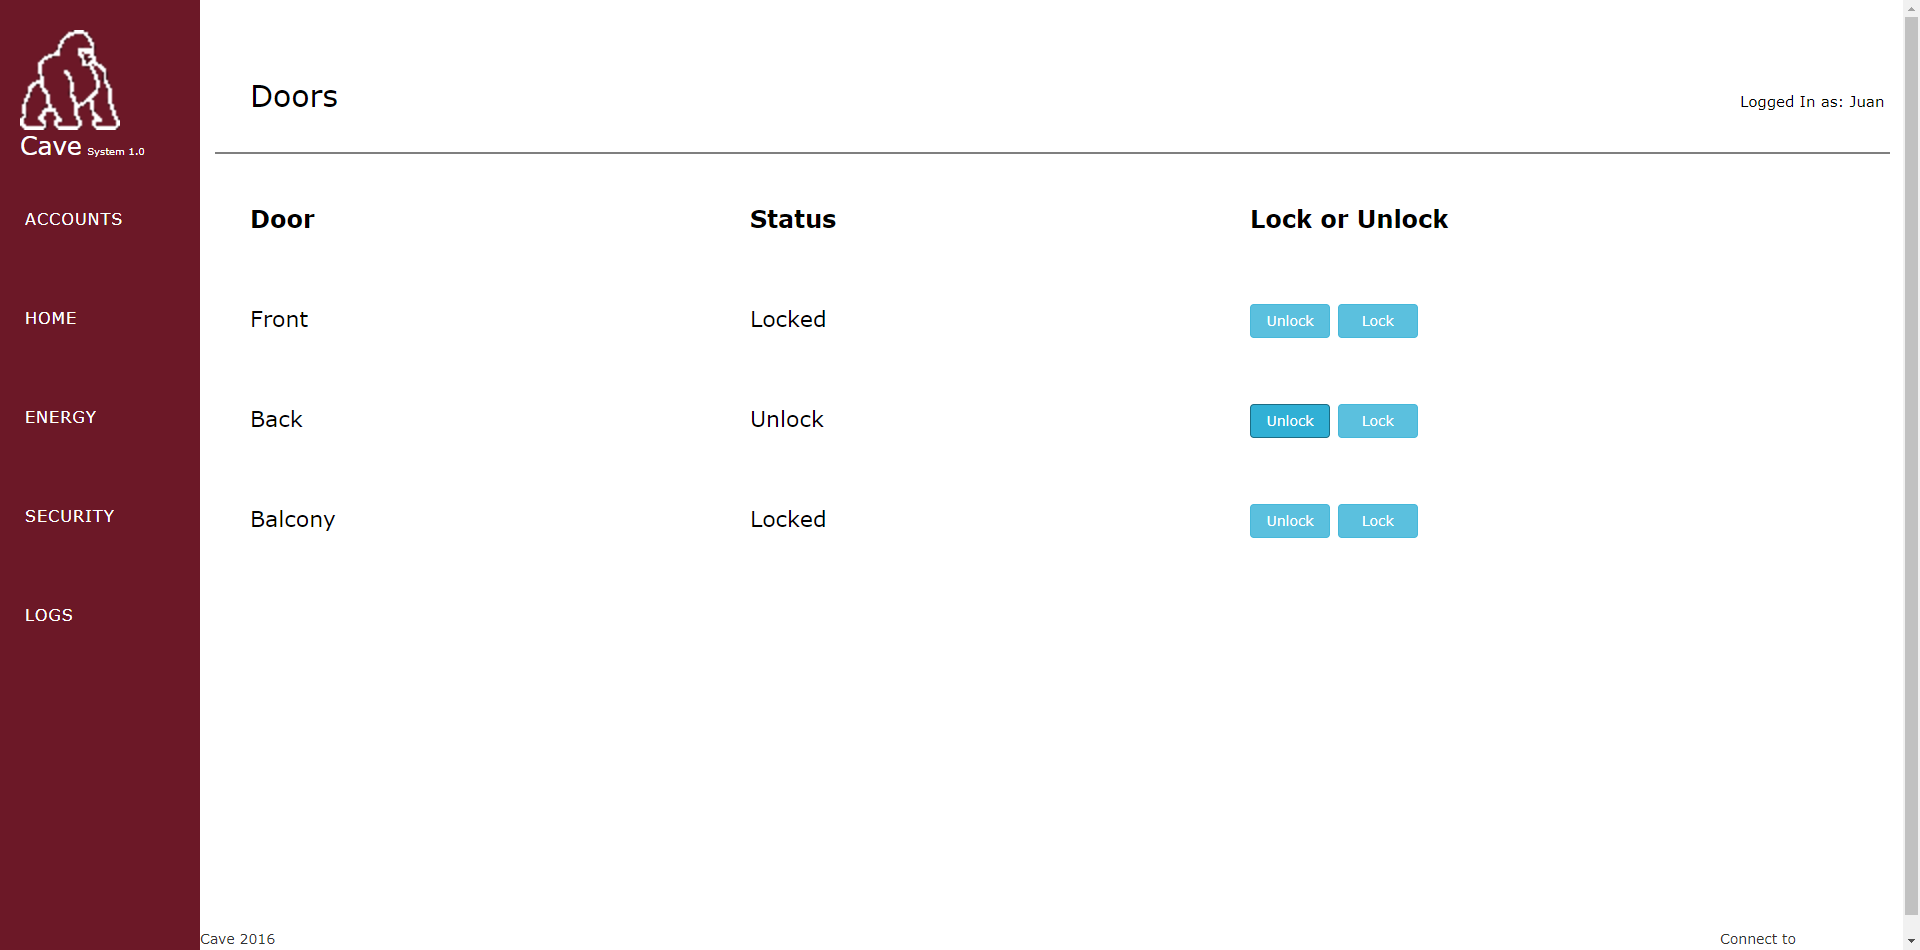 Cave System 1.0
ACCOUNTS
HOME
ENERGY
SECURITY
LOGS
Doors
Logged In as: Juan
Door Status Lock or Unlock
Front Locked Unlock Lock
Back Unlock Unlock Lock
Balcony Locked Unlock Lock
Cave 2016 Connect to